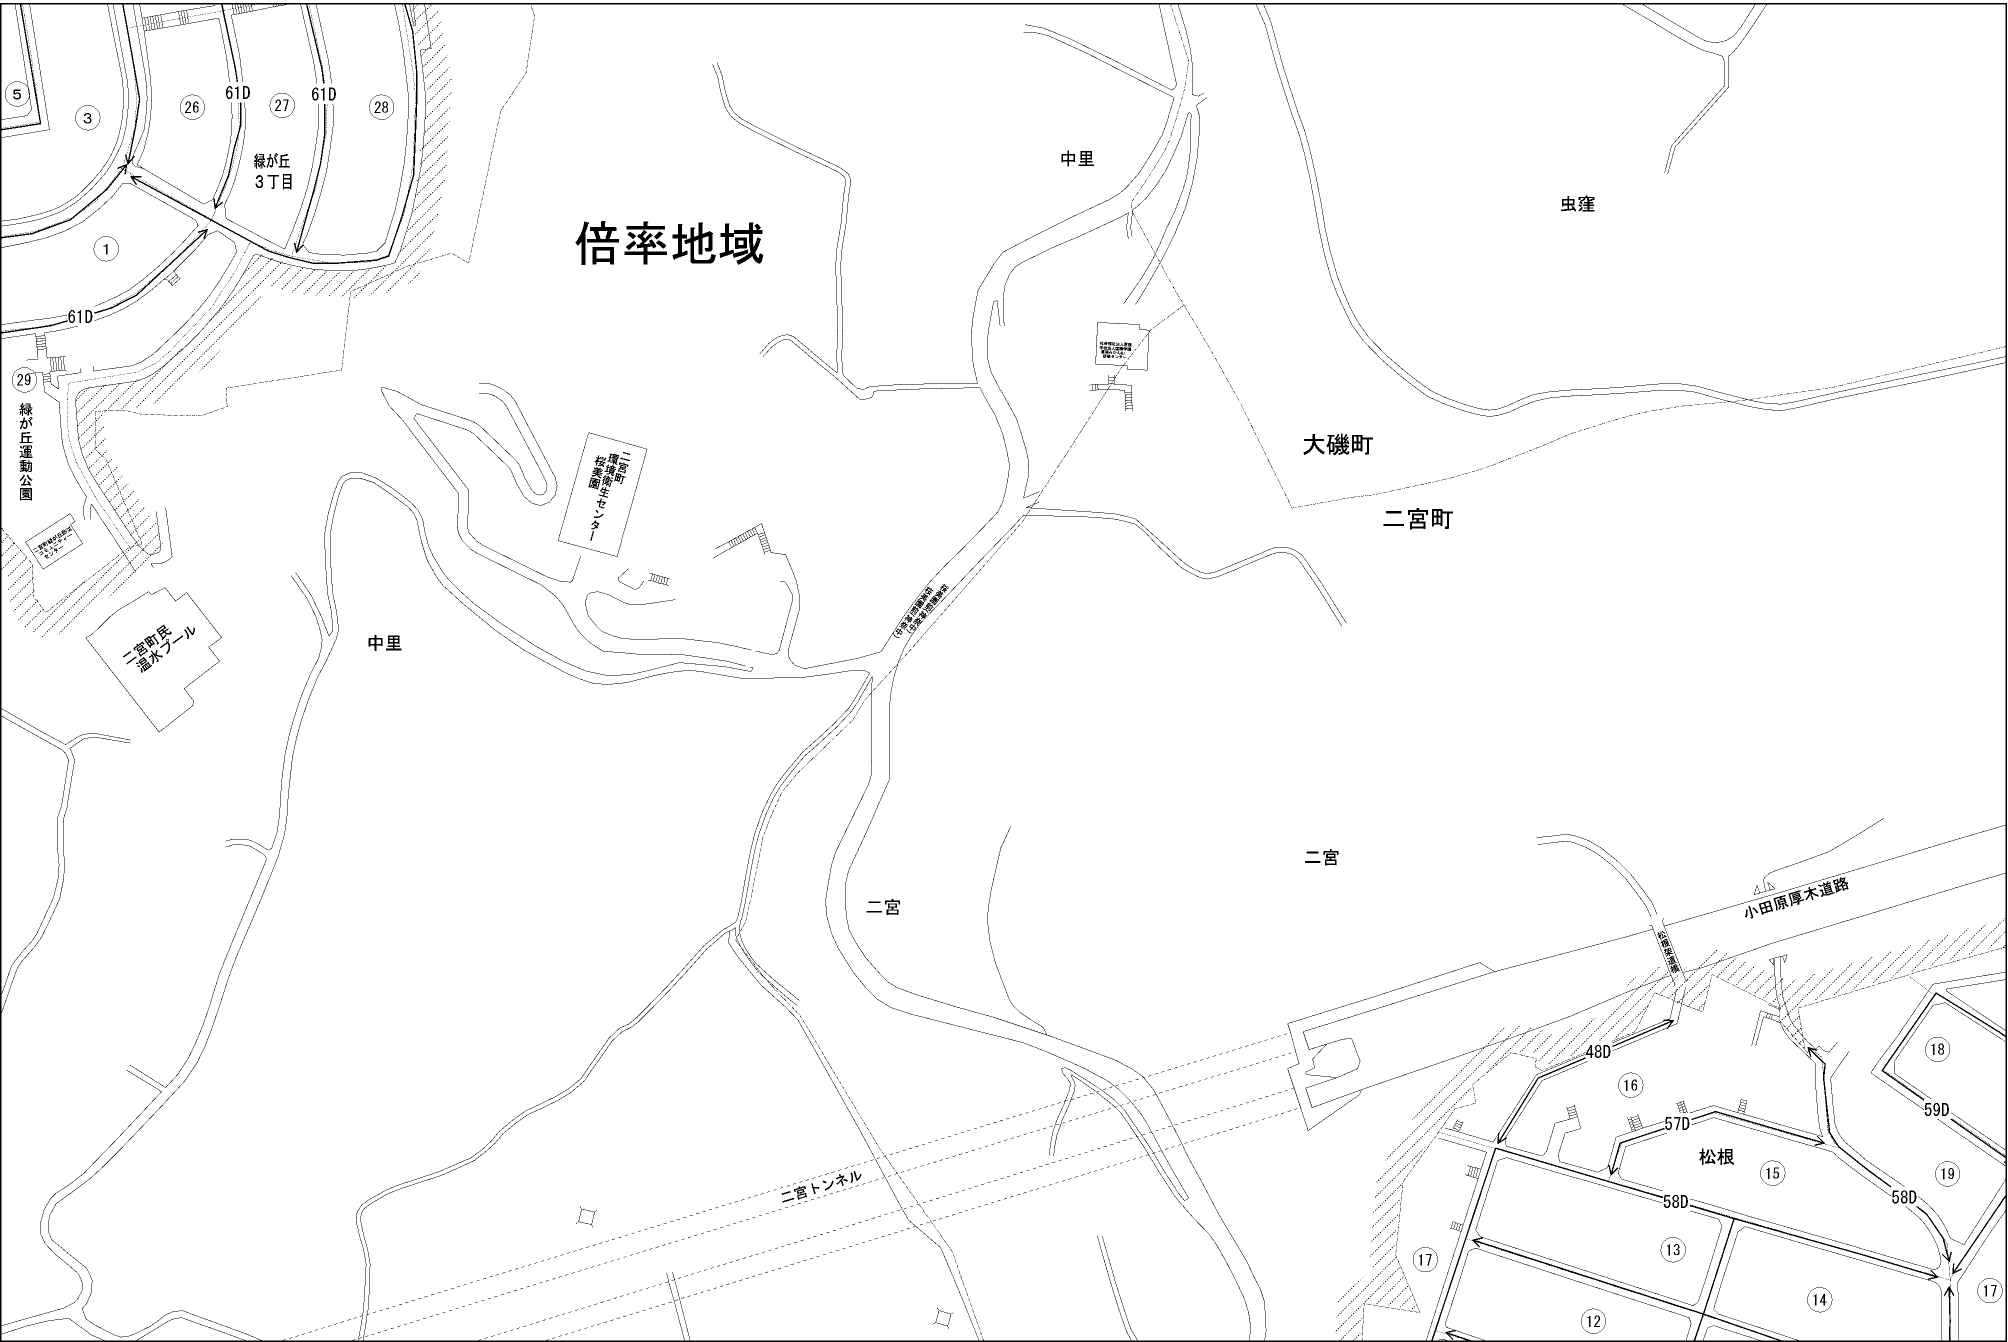 5
3
26
61D
27
61D
28
緑が丘
3丁目
1
61D
29
緑が丘運動公園
二宮町民
温水プール
倍率地域
中里
虫窪
大磯町
二宮町
二宮町
環境衛生センター
桜美園
中里
二宮
二宮
小田原厚木道路
松根架道橋
二宮トンネル
48D
16
57D
松根
15
58D
58D
18
59D
19
13
17
14
12
17